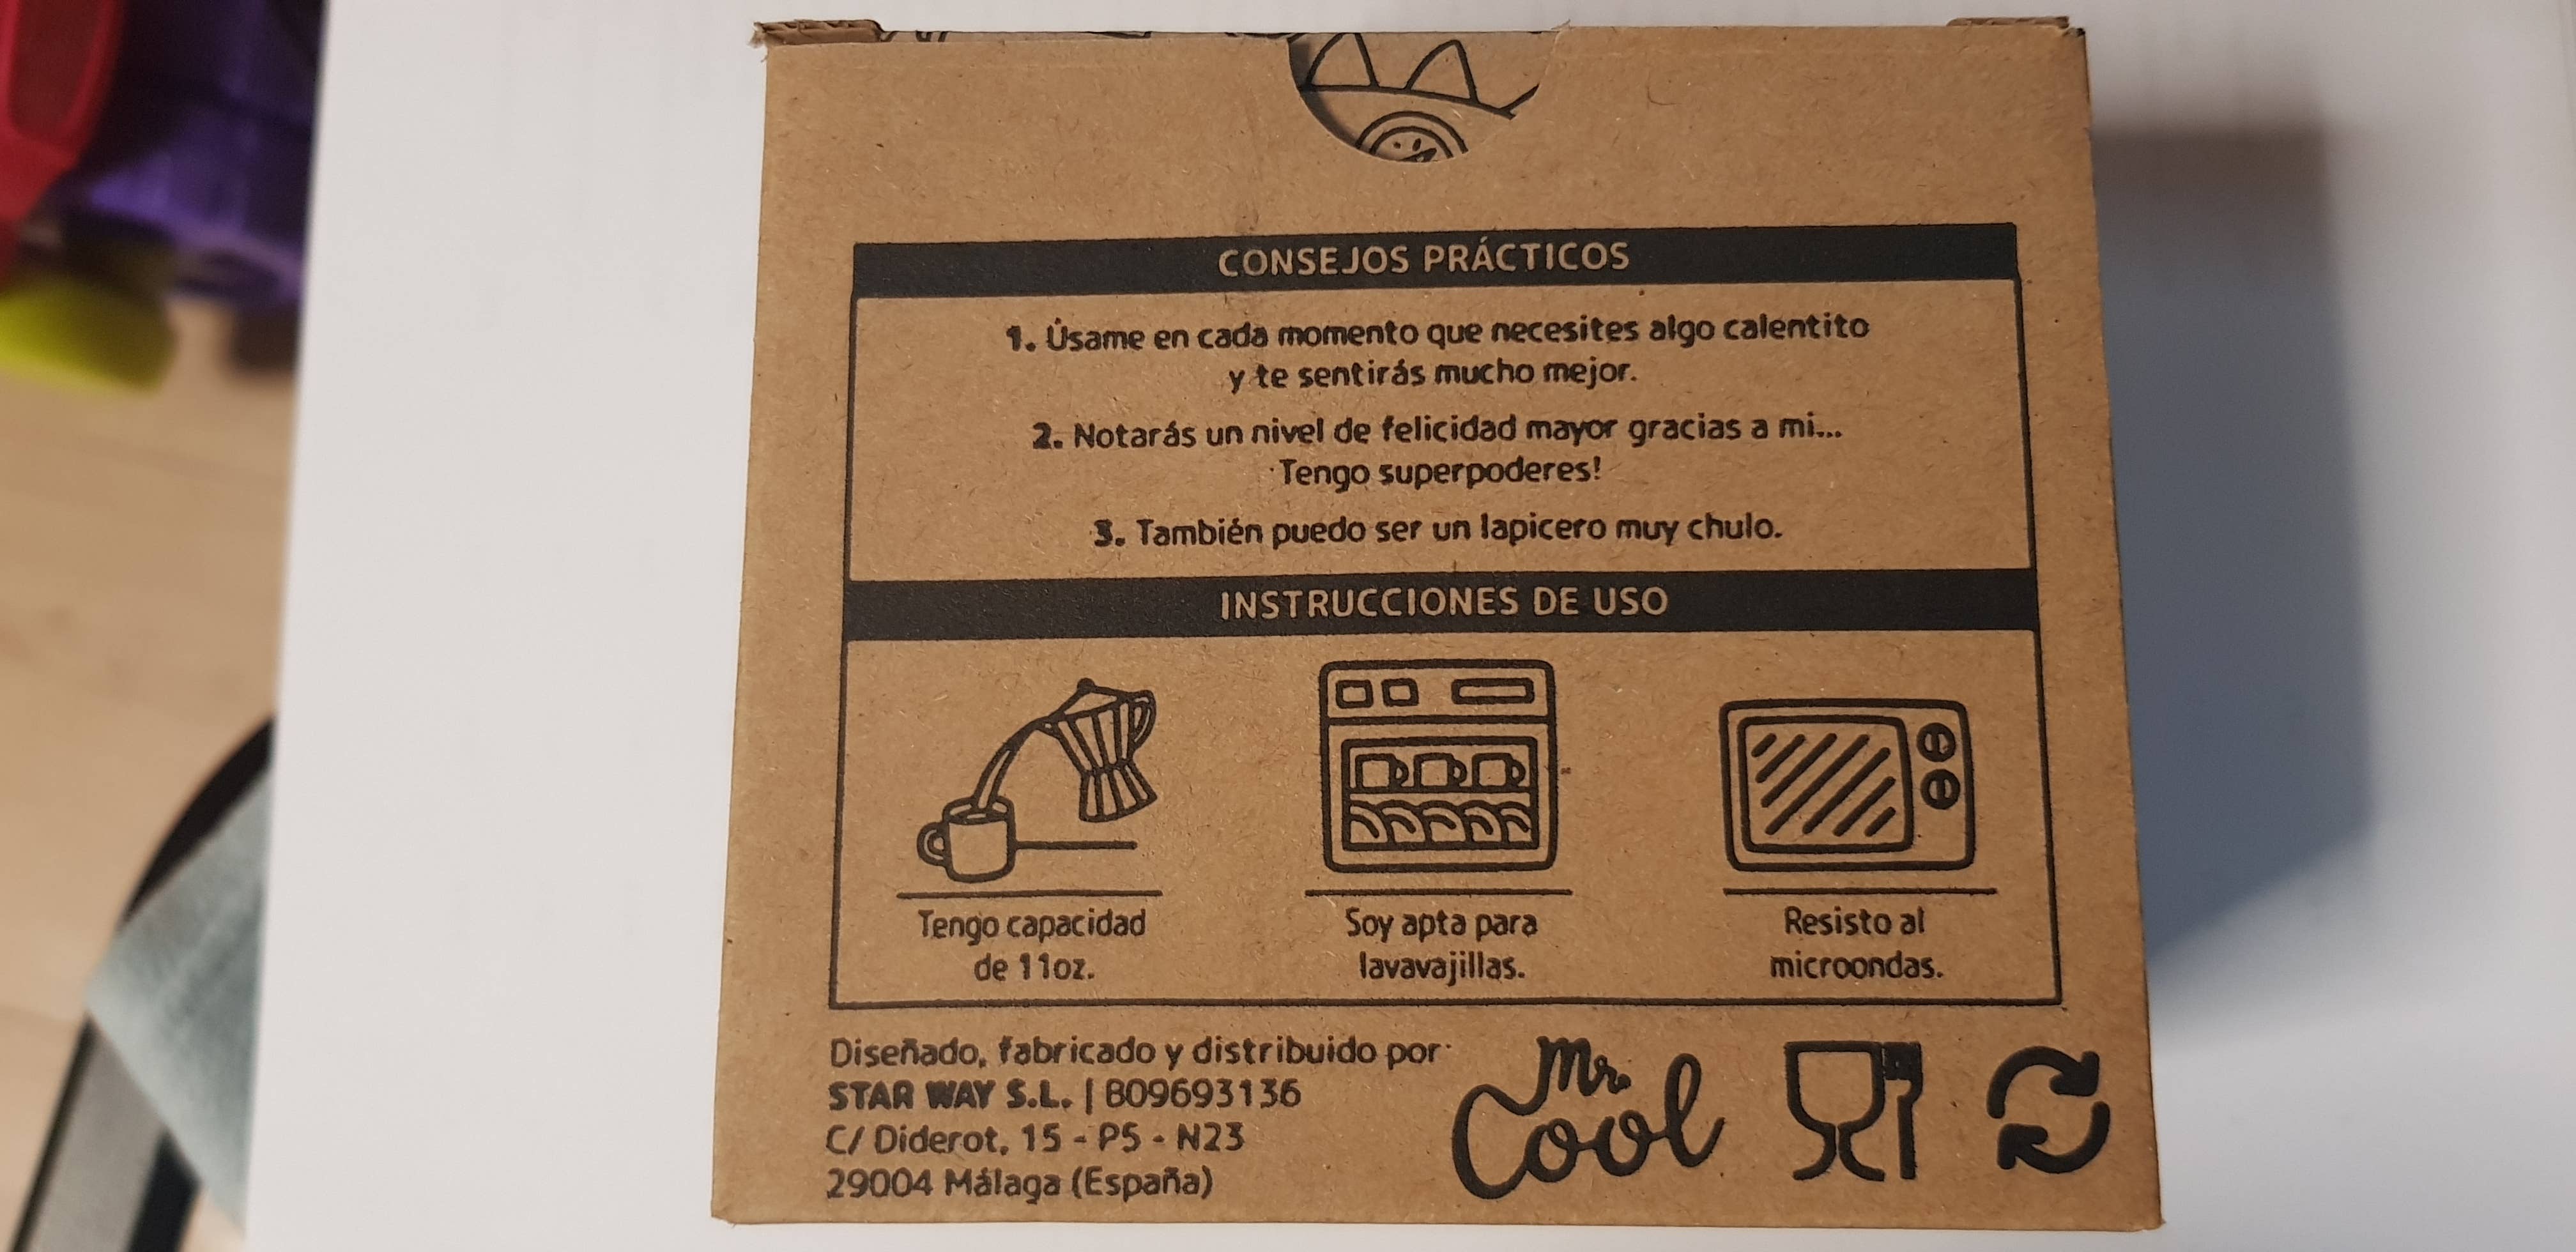 CONSEJOS PRÁCTICOS
1. Úsame en cada momento que necesites algo calentito
y te sentirás mucho mejor.
2. Notarás un nivel de felicidad mayor gracias a mi...
Tengo superpoderes!
3. También puedo ser un lapicero muy chulo.
INSTRUCCIONES DE USO
Tengo capacidad
de 11oz.
Soy apta para
lavavajillas.
Resisto al
microondas.
Diseñado, fabricado y distribuido por:
STAR WAY S.L. | B09693136
C/ Diderot, 15 - P5 - N23
29004 Málaga (España)
Mr.
Cool